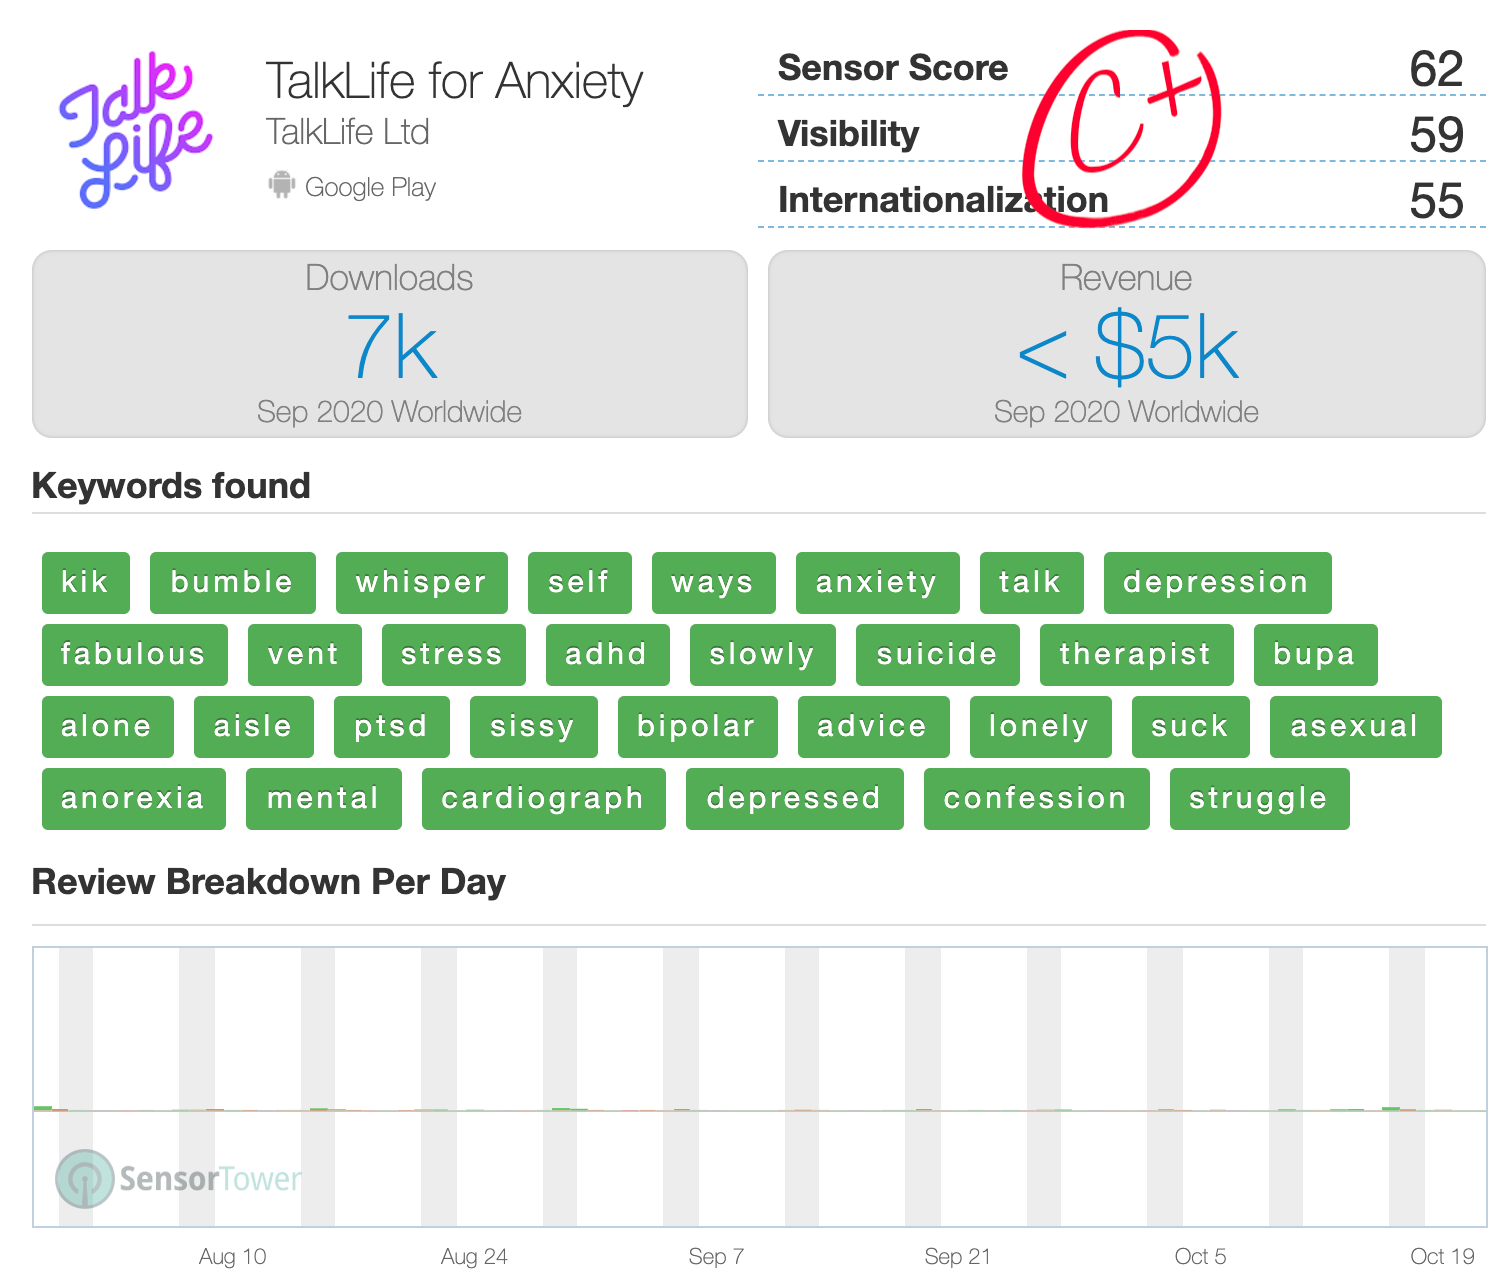 Talk
Life
TalkLife for Anxiety
TalkLife Ltd
Google Play
Sensor Score 62
Visibility 59
Internationalization 55
C+
Downloads
7k
Sep 2020 Worldwide
Revenue
< $5k
Sep 2020 Worldwide
Keywords found
kik bumble whisper self ways anxiety talk depression
fabulous vent stress adhd slowly suicide therapist bupa
alone aisle ptsd sissy bipolar advice lonely suck asexual
anorexia mental cardiograph depressed confession struggle
Review Breakdown Per Day
SensorTower
Aug 10 Aug 24 Sep 7 Sep 21 Oct 5 Oct 19